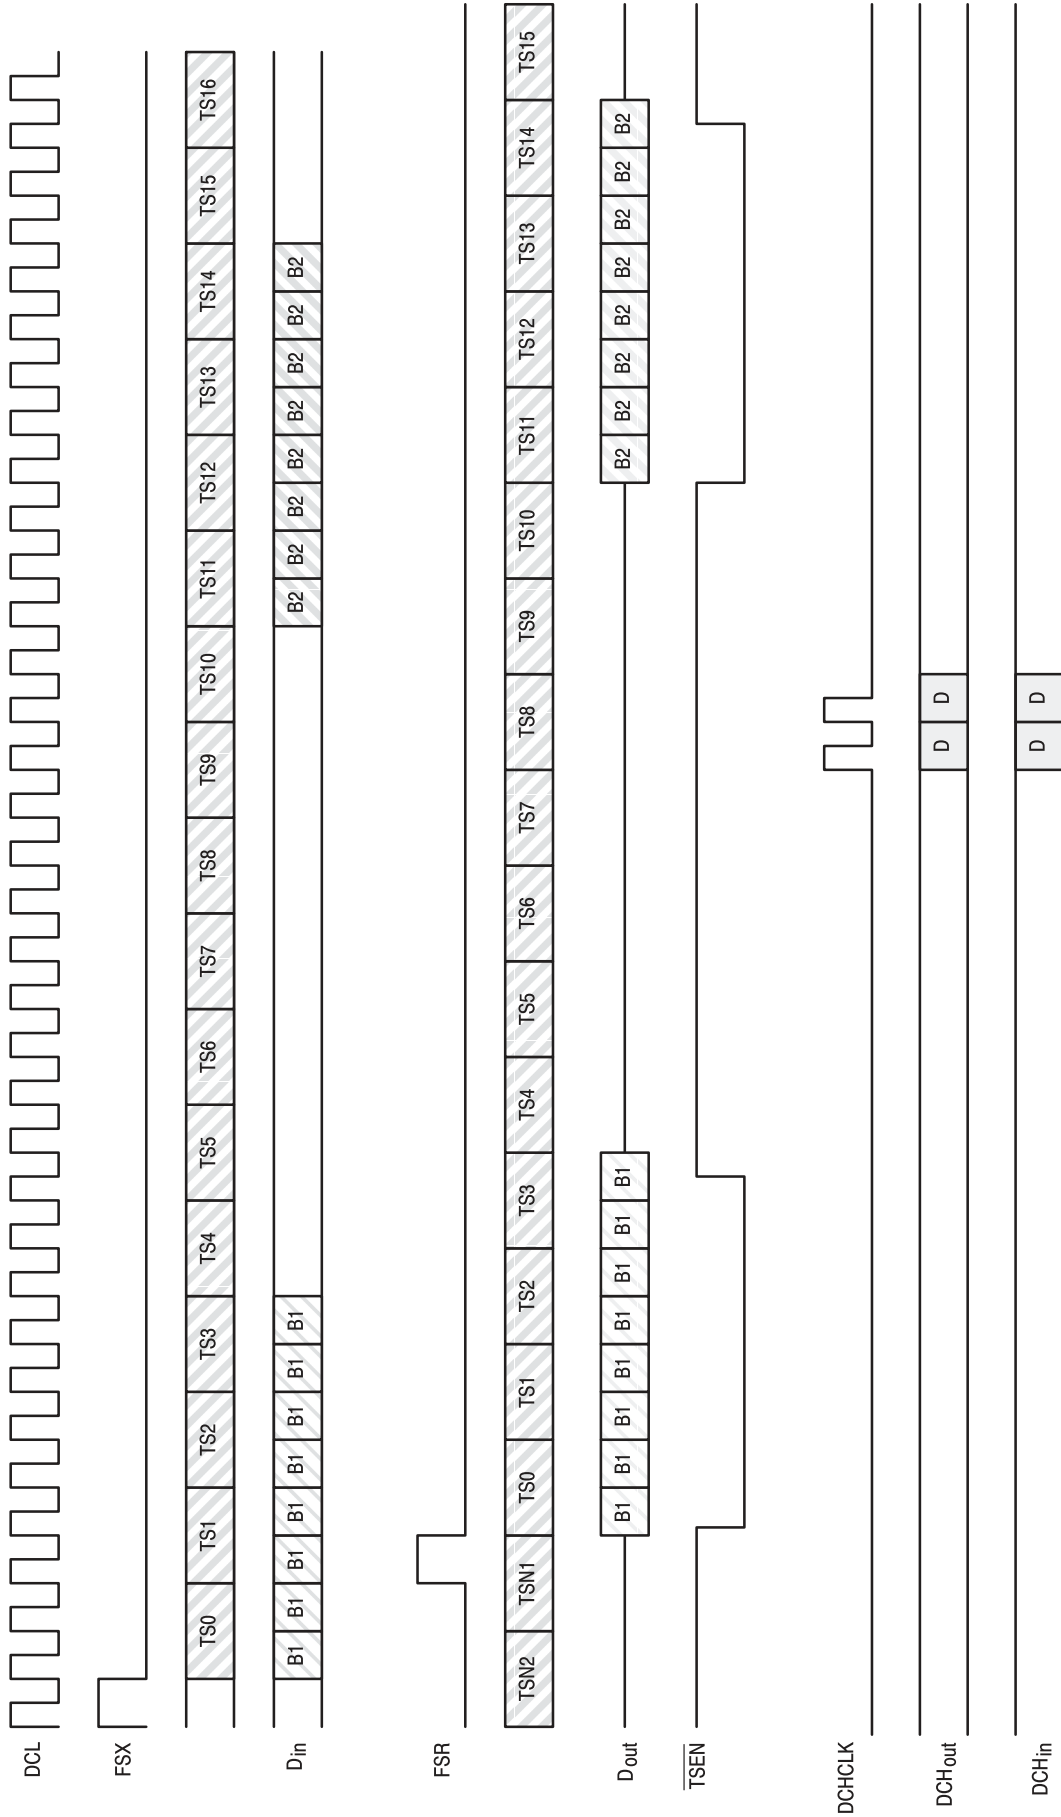 DCL
FSX
TS0 TS1 TS2 TS3 TS4 TS5 TS6 TS7 TS8 TS9 TS10 TS11 TS12 TS13 TS14 TS15 TS16
Din B1 B1 B1 B1 B1 B1 B1 B1 B2 B2 B2 B2 B2 B2 B2 B2
FSR
TSN2 TSN1 TS0 TS1 TS2 TS3 TS4 TS5 TS6 TS7 TS8 TS9 TS10 TS11 TS12 TS13 TS14 TS15
Dout B1 B1 B1 B1 B1 B1 B1 B1 B2 B2 B2 B2 B2 B2 B2 B2
TSEN
DCHCLK
DCHout D D
DCHin D D